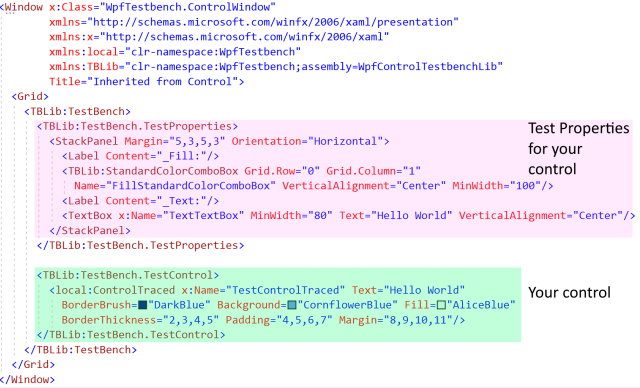 <Window x:Class="WpfTestbench.ControlWindow"
xmlns="http://schemas.microsoft.com/winfx/2006/xaml/presentation"
xmlns:x="http://schemas.microsoft.com/winfx/2006/xaml"
xmlns:local="clr-namespace:WpfTestbench"
xmlns:TBLib="clr-namespace:WpfTestbench;assembly=WpfControlTestbenchLib"
Title="Inherited from Control">
<Grid>
<TBLib:TestBench>
<TBLib:TestBench.TestProperties>
<StackPanel Margin="5,3,5,3" Orientation="Horizontal">
<Label Content="_Fill:"/>
<TBLib:StandardColorComboBox Grid.Row="0" Grid.Column="1"
Name="FillStandardColorComboBox" VerticalAlignment="Center" MinWidth="100"/>
<Label Content="_Text:"/>
<TextBox x:Name="TextTextBox" MinWidth="80" Text="Hello World" VerticalAlignment="Center"/>
</StackPanel>
</TBLib:TestBench.TestProperties>
Test Properties
for your
control
<TBLib:TestBench.TestControl>
<local:ControlTraced x:Name="TestControlTraced" Text="Hello World"
BorderBrush="DarkBlue" Background="CornflowerBlue" Fill="AliceBlue"
BorderThickness="2,3,4,5" Padding="4,5,6,7" Margin="8,9,10,11"/>
</TBLib:TestBench.TestControl>
Your control
</TBLib:TestBench>
</Grid>
</Window>